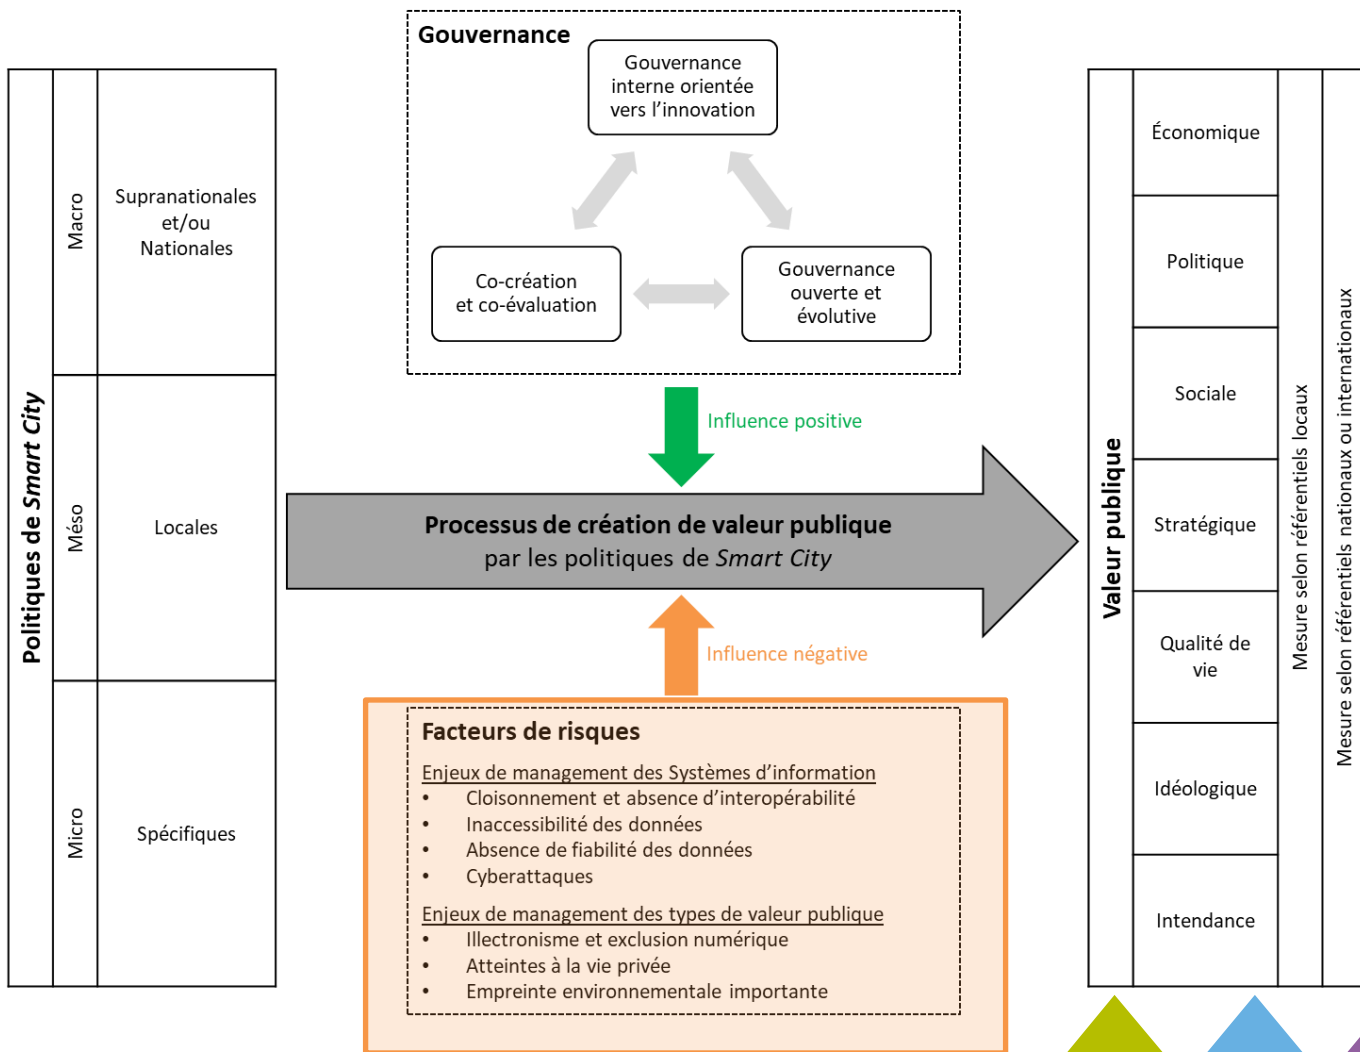 Politiques de Smart City
Macro
Supranationales
et/ou
Nationales
Méso
Locales
Micro
Spécifiques
Gouvernance
Gouvernance
interne orientée
vers l’innovation
Co-création
et co-évaluation
Gouvernance
ouverte et
évolutive
Influence positive
Processus de création de valeur publique
par les politiques de Smart City
Influence négative
Facteurs de risques
Enjeux de management des Systèmes d’information
• Cloisonnement et absence d’interopérabilité
• Inaccessibilité des données
• Absence de fiabilité des données
• Cyberattaques
Enjeux de management des types de valeur publique
• Illectronisme et exclusion numérique
• Atteintes à la vie privée
• Empreinte environnementale importante
Valeur publique
Économique
Politique
Sociale
Stratégique
Qualité de
vie
Idéologique
Intendance
Mesure selon référentiels locaux
Mesure selon référentiels nationaux ou internationaux